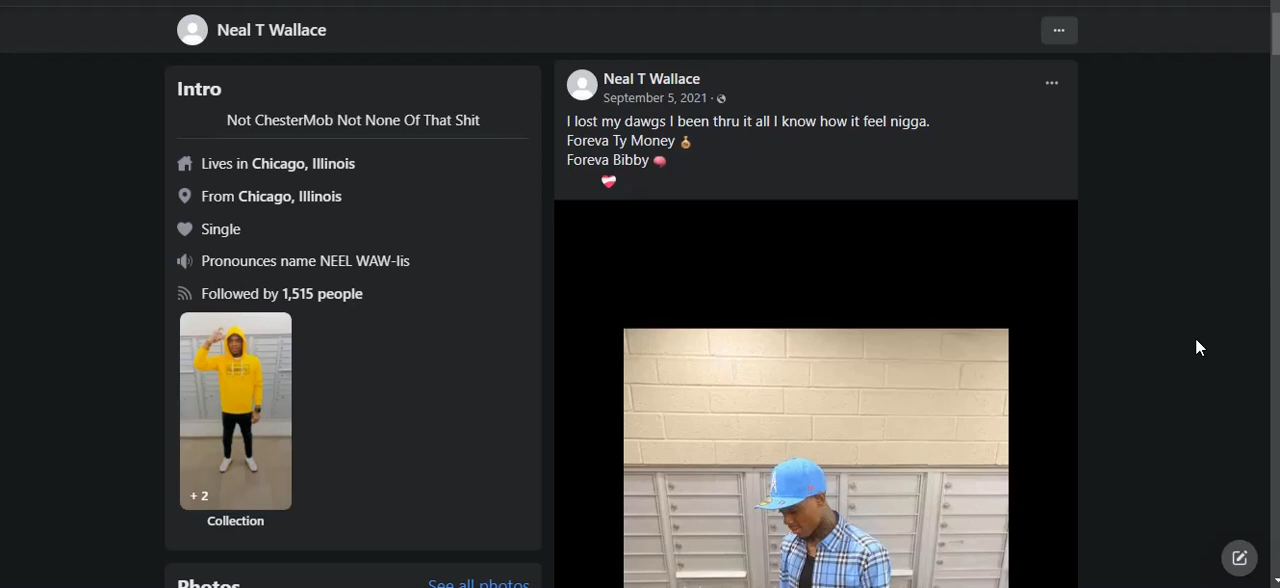 Neal T Wallace
Intro
Not ChesterMob Not None Of That Shit
Lives in Chicago, Illinois
From Chicago, Illinois
Single
Pronounces name NEEL WAW-lis
Followed by 1,515 people
+ 2
Collection
Photos
See all photos
Neal T Wallace
September 5, 2021 ·
I lost my dawgs I been thru it all I know how it feel nigga.
Foreva Ty Money 💰
Foreva Bibby 🧠
❤️‍🩹